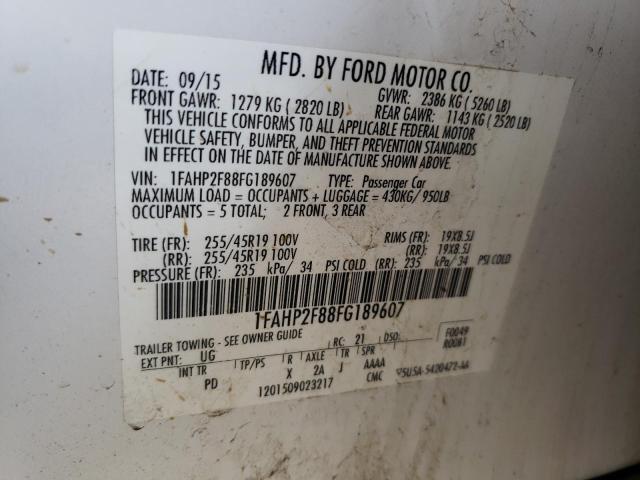 MFD. BY FORD MOTOR CO.
DATE: 09/15 GVWR: 2386 KG ( 5260 LB)
FRONT GAWR: 1279 KG ( 2820 LB) REAR GAWR: 1143 KG ( 2520 LB)
THIS VEHICLE CONFORMS TO ALL APPLICABLE FEDERAL MOTOR
VEHICLE SAFETY, BUMPER, AND THEFT PREVENTION STANDARDS
IN EFFECT ON THE DATE OF MANUFACTURE SHOWN ABOVE.
VIN: 1FAHP2F88FG189607 TYPE: Passenger Car
MAXIMUM LOAD = OCCUPANTS + LUGGAGE = 430KG/ 950LB
OCCUPANTS = 5 TOTAL; 2 FRONT, 3 REAR
TIRE (FR): 255/45R19 100V RIMS (FR): 19X8.5J
(RR): 255/45R19 100V (RR): 19X8.5J
PRESSURE (FR): 235 kPa/ 34 PSI COLD (RR): 235 kPa/ 34 PSI COLD
1FAHP2F88FG189607
TRAILER TOWING - SEE OWNER GUIDE RC: 21 DSO: F0049
EXT PNT: UG R0081
INT TR TP/PS R AXLE TR SPR
PD X 2A J AAAA
1201509023217 CMC